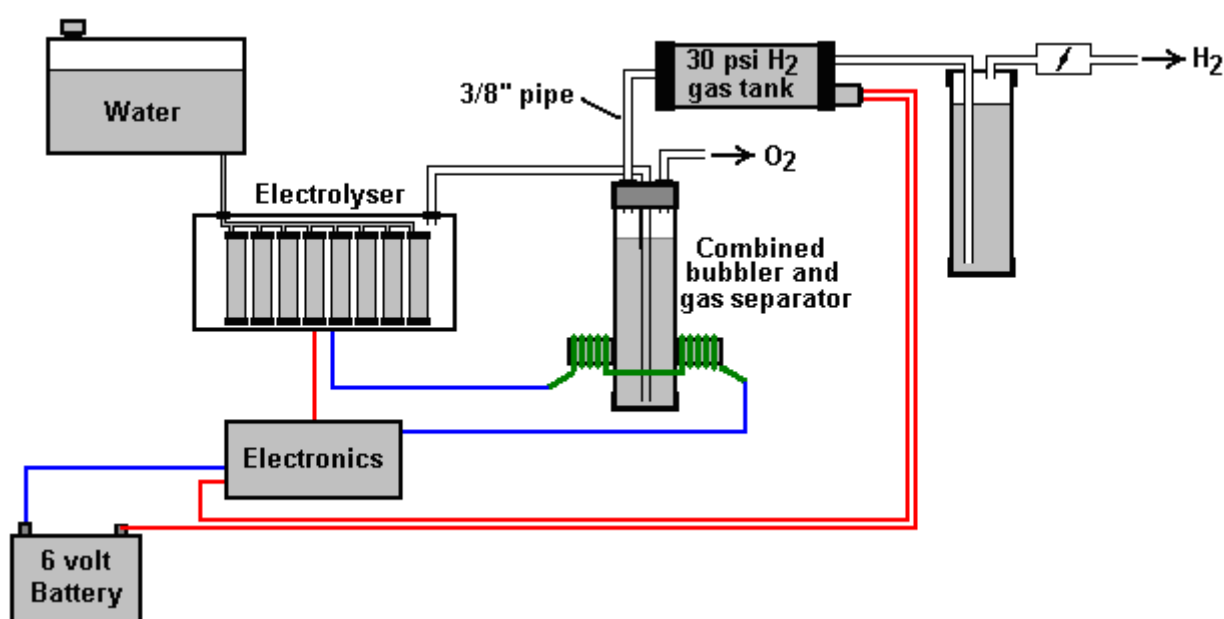 Water
Electrolyser
3/8" pipe
30 psi H2
gas tank
H2
O2
Combined
bubbler and
gas separator
Electronics
6 volt
Battery